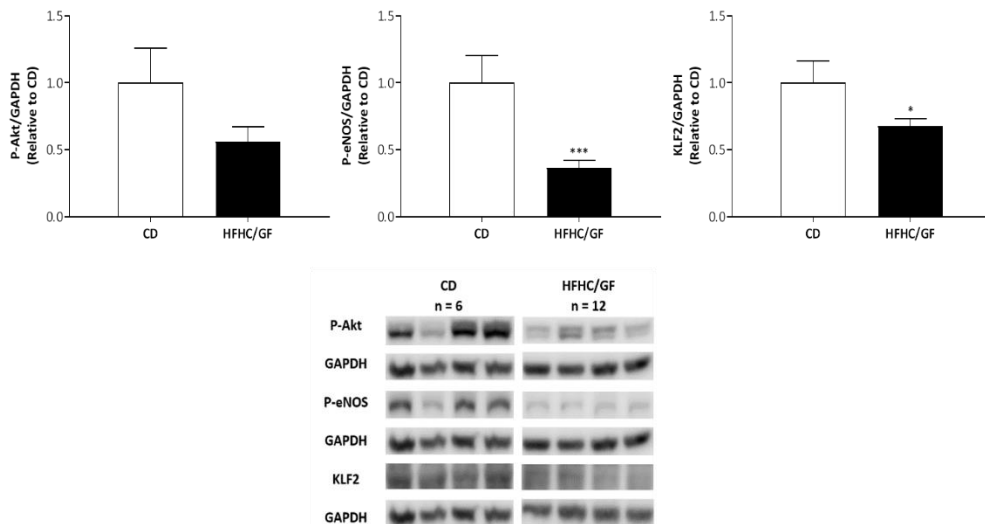 P-Akt/GAPDH
(Relative to CD)
1.5
1.0
0.5
0.0
CD
HFHC/GF
P-eNOS/GAPDH
(Relative to CD)
1.5
1.0
0.5
0.0
***
CD
HFHC/GF
KLF2/GAPDH
(Relative to CD)
1.5
1.0
0.5
0.0
*
CD
HFHC/GF
CD
n = 6
HFHC/GF
n = 12
P-Akt
GAPDH
P-eNOS
GAPDH
KLF2
GAPDH